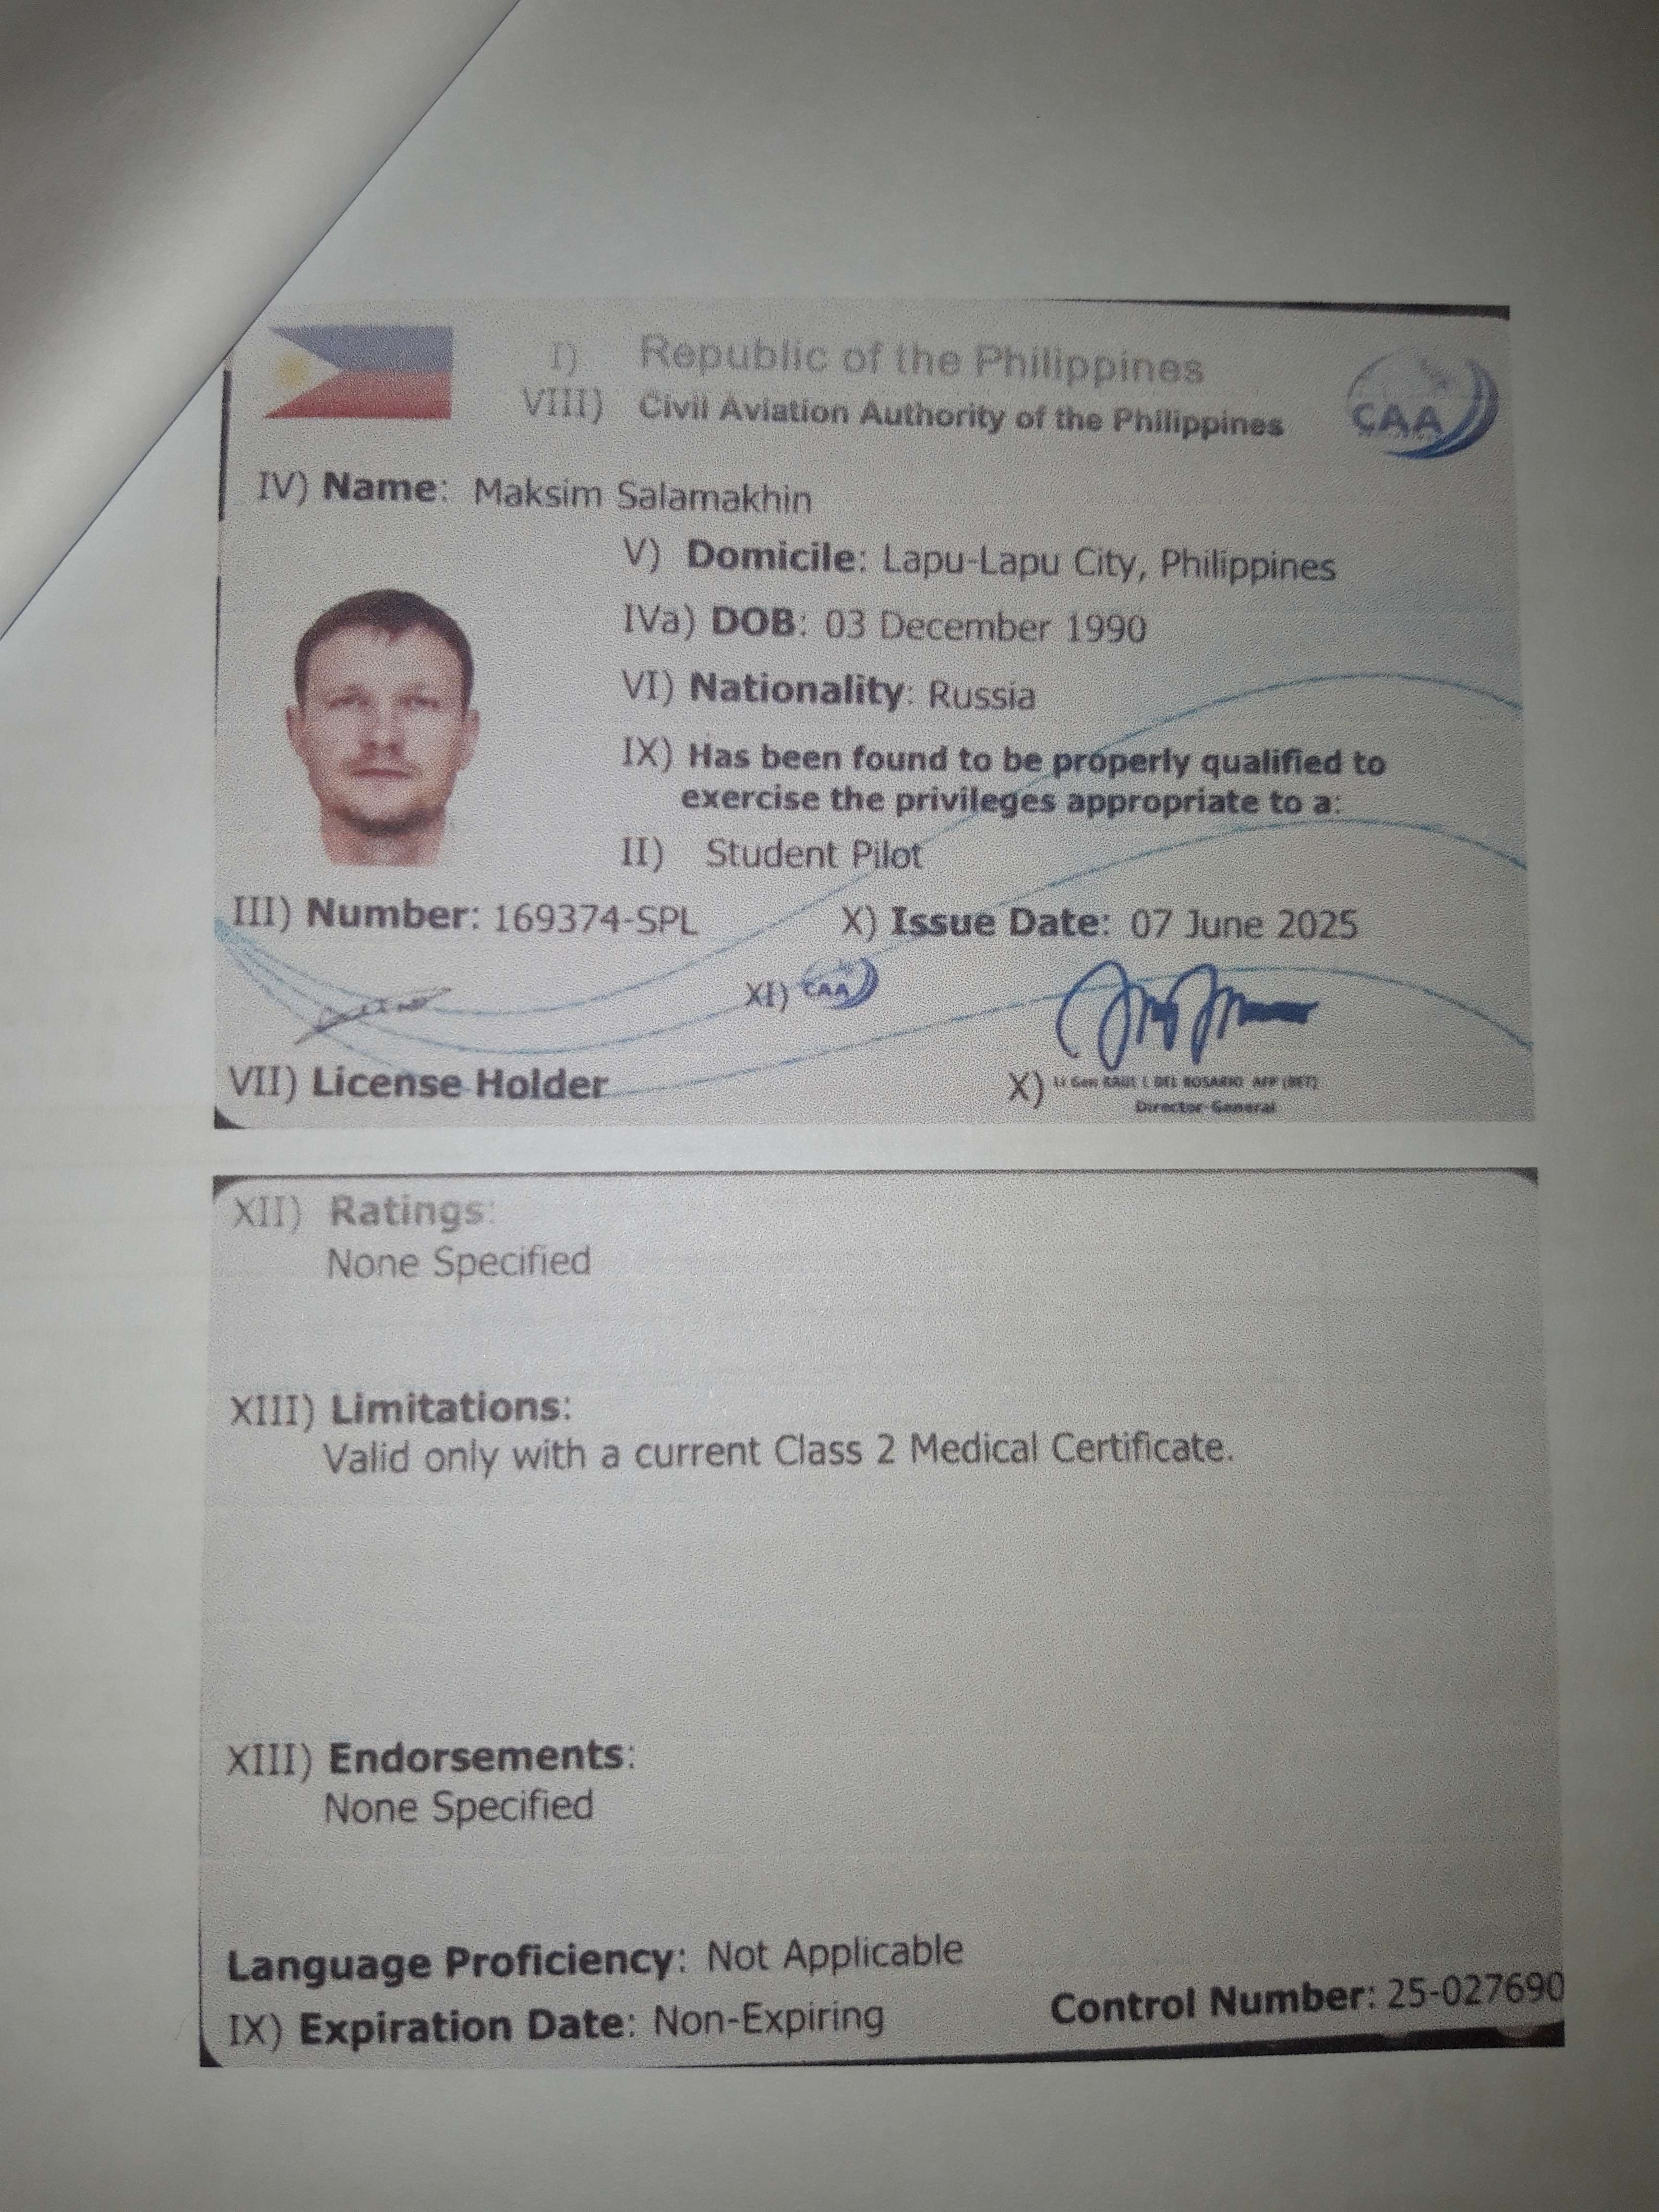 I) Republic of the Philippines
VIII) Civil Aviation Authority of the Philippines
CAA
IV) Name: Maksim Salamakhin
V) Domicile: Lapu-Lapu City, Philippines
IVa) DOB: 03 December 1990
VI) Nationality: Russia
IX) Has been found to be properly qualified to
exercise the privileges appropriate to a:
II) Student Pilot
III) Number: 169374-SPL X) Issue Date: 07 June 2025
XI) CAA
VII) License Holder
X) Lt Gen RAUL L DEL ROSARIO AFP (RET)
Director-General
XII) Ratings:
None Specified
XIII) Limitations:
Valid only with a current Class 2 Medical Certificate.
XIII) Endorsements:
None Specified
Language Proficiency: Not Applicable
IX) Expiration Date: Non-Expiring Control Number: 25-027690